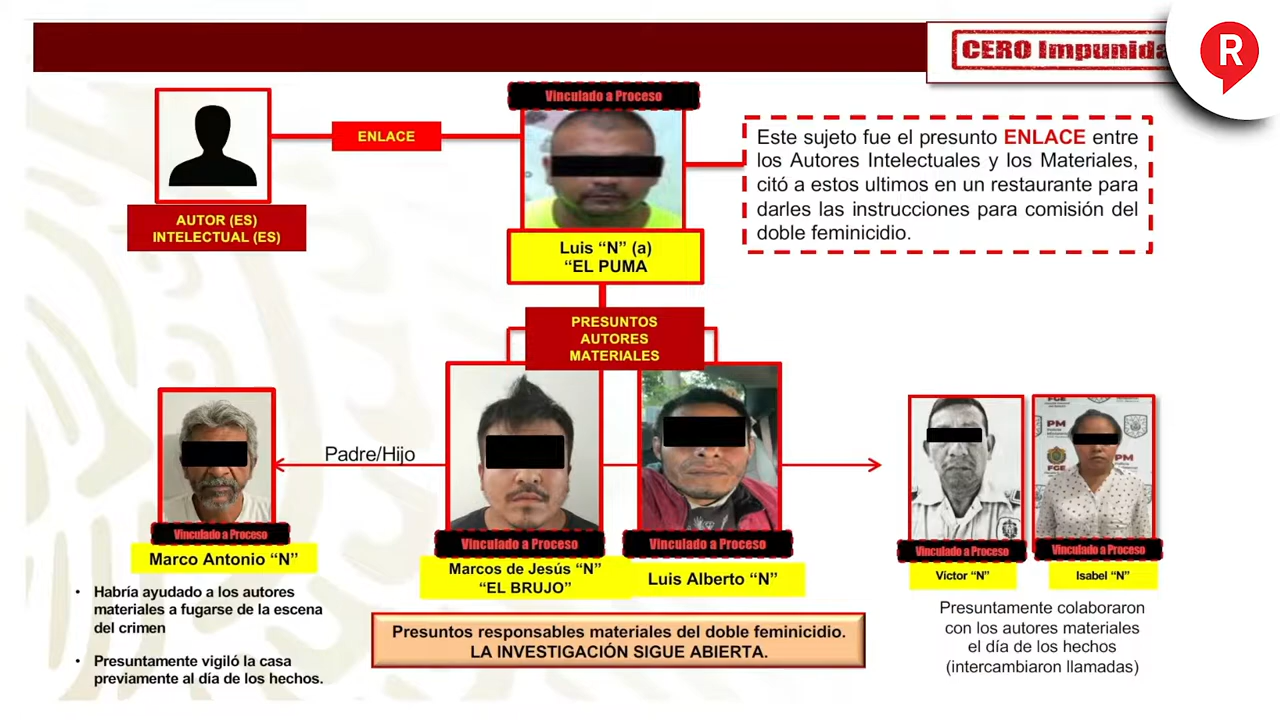 CERO Impunida
R
Vinculado a Proceso
ENLACE
AUTOR (ES)
INTELECTUAL (ES)
Este sujeto fue el presunto ENLACE entre
los Autores Intelectuales y los Materiales,
citó a estos ultimos en un restaurante para
darles las instrucciones para comisión del
doble feminicidio.
Luis “N” (a)
“EL PUMA
PRESUNTOS
AUTORES
MATERIALES
Padre/Hijo
Vinculado a Proceso
Marco Antonio “N”
Habría ayudado a los autores
materiales a fugarse de la escena
del crimen
Presuntamente vigiló la casa
previamente al día de los hechos.
Vinculado a Proceso
Marcos de Jesús “N”
“EL BRUJO”
Vinculado a Proceso
Luis Alberto “N”
Presuntos responsables materiales del doble feminicidio.
LA INVESTIGACIÓN SIGUE ABIERTA.
FGE
PM
FGE
PM
FGE
Vinculado a Proceso
Víctor “N”
Vinculado a Proceso
Isabel “N”
Presuntamente colaboraron
con los autores materiales
el día de los hechos
(intercambiaron llamadas)